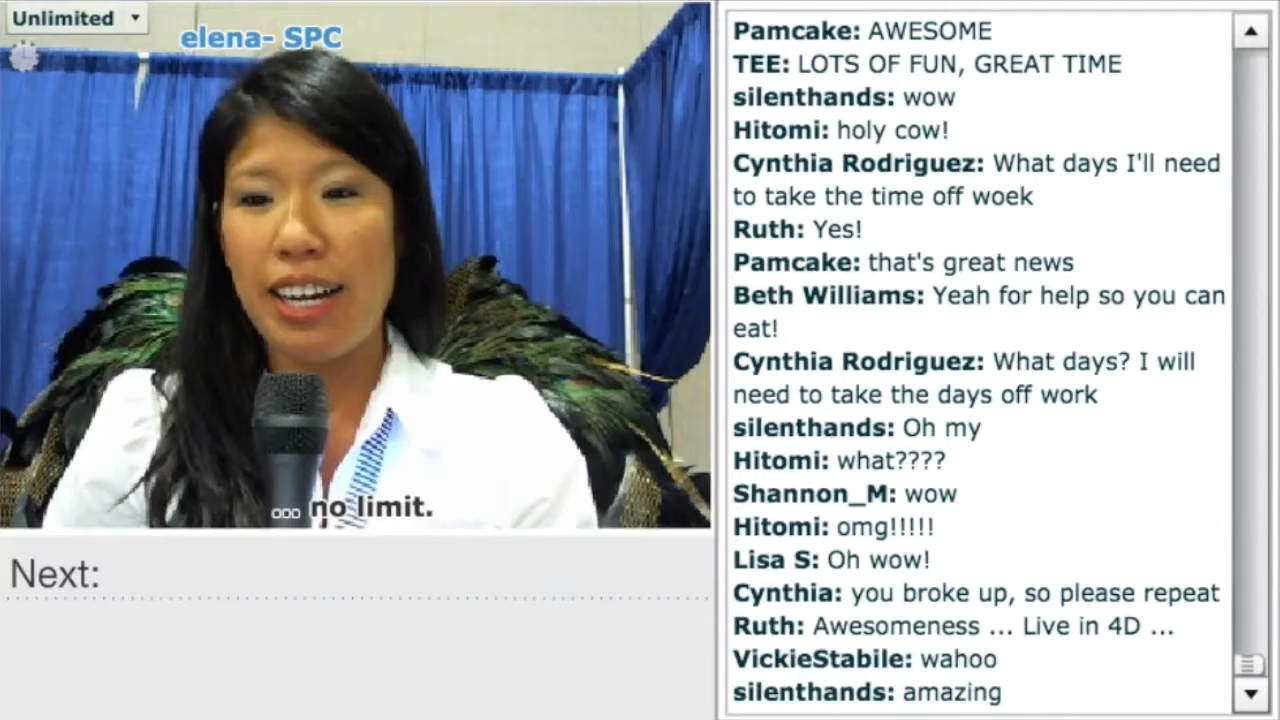 Unlimited
elena- SPC
... no limit.
Next:
Pamcake: AWESOME
TEE: LOTS OF FUN, GREAT TIME
silenthands: wow
Hitomi: holy cow!
Cynthia Rodriguez: What days I'll need
to take the time off woek
Ruth: Yes!
Pamcake: that's great news
Beth Williams: Yeah for help so you can
eat!
Cynthia Rodriguez: What days? I will
need to take the days off work
silenthands: Oh my
Hitomi: what????
Shannon_M: wow
Hitomi: omg!!!!!
Lisa S: Oh wow!
Cynthia: you broke up, so please repeat
Ruth: Awesomeness ... Live in 4D ...
VickieStabile: wahoo
silenthands: amazing